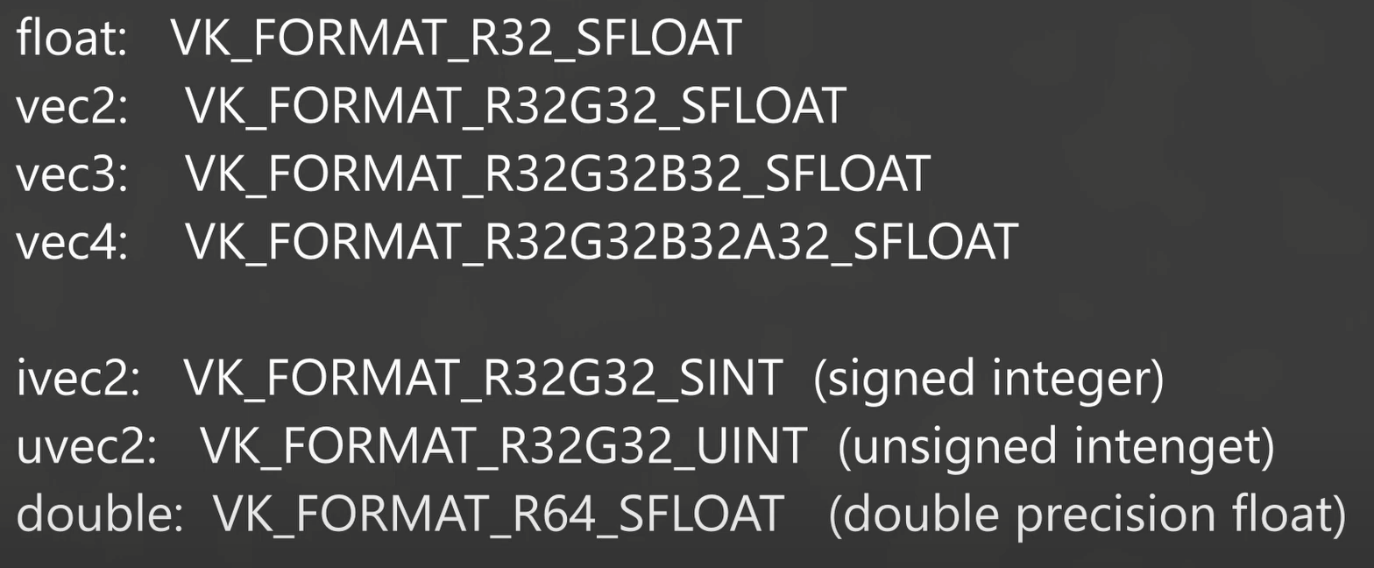 float: VK_FORMAT_R32_SFLOAT
vec2: VK_FORMAT_R32G32_SFLOAT
vec3: VK_FORMAT_R32G32B32_SFLOAT
vec4: VK_FORMAT_R32G32B32A32_SFLOAT
ivec2: VK_FORMAT_R32G32_SINT (signed integer)
uvec2: VK_FORMAT_R32G32_UINT (unsigned intenget)
double: VK_FORMAT_R64_SFLOAT (double precision float)